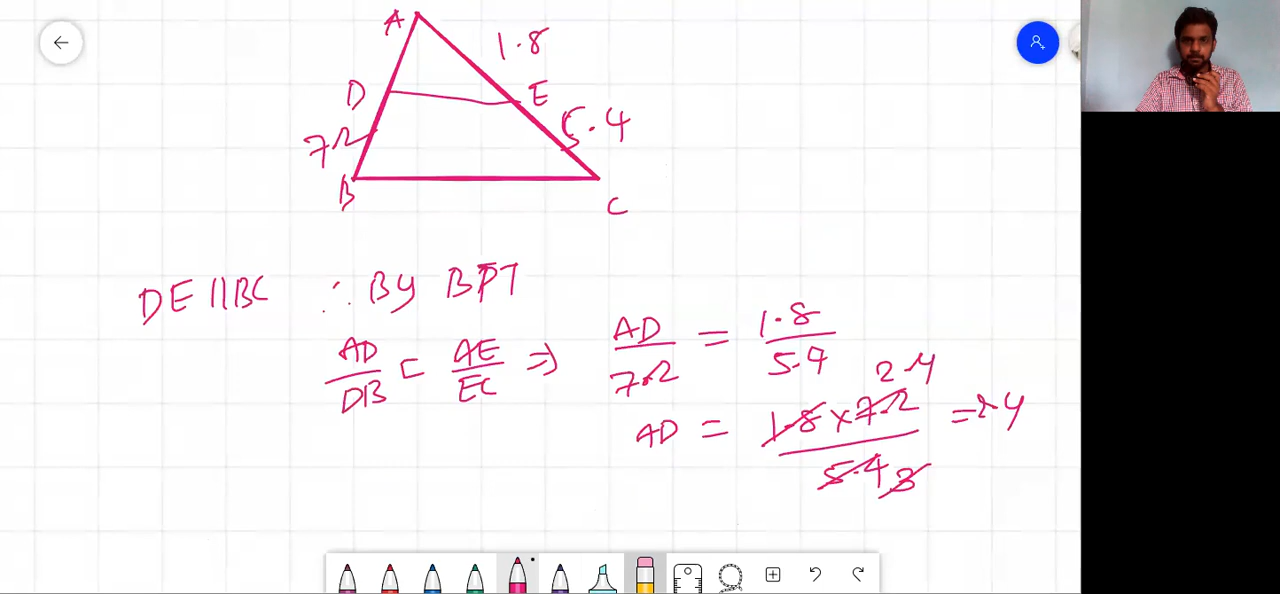 A
1.8
D
E
7.2
5.4
B
C
DE || BC ∴ By BPT
AD/DB = AE/EC ⇒ AD/7.2 = 1.8/5.4
2.4
AD = 1.8 x 7.2 / 5.4 3 = 2.4